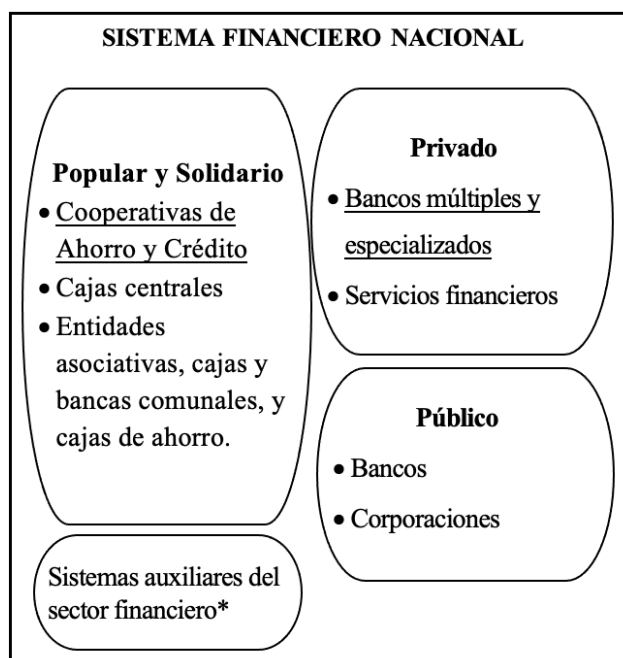 SISTEMA FINANCIERO NACIONAL
Popular y Solidario
• Cooperativas de
Ahorro y Crédito
• Cajas centrales
• Entidades
asociativas, cajas y
bancas comunales, y
cajas de ahorro.
Sistemas auxiliares del
sector financiero*
Privado
• Bancos múltiples y
especializados
• Servicios financieros
Público
• Bancos
• Corporaciones